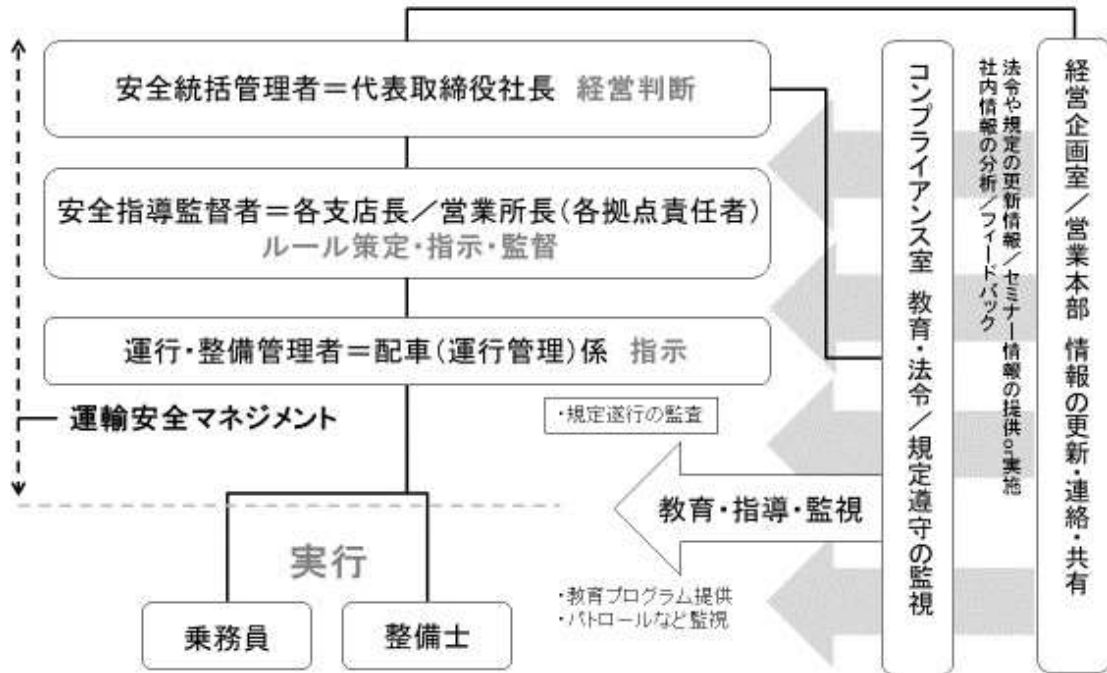 安全統括管理者＝代表取締役社長 経営判断
安全指導監督者＝各支店長／営業所長（各拠点責任者）
ルール策定・指示・監督
運行・整備管理者＝配車（運行管理）係 指示
運輸安全マネジメント
・規定遂行の監査
教育・指導・監視
・教育プログラム提供
・パトロールなど監視
実行
乗務員
整備士
コンプライアンス室 教育・法令／規定遵守の監視
法令や規定の更新情報／セミナー情報の提供or実施
社内情報の分析／フィードバック
経営企画室／営業本部 情報の更新・連絡・共有